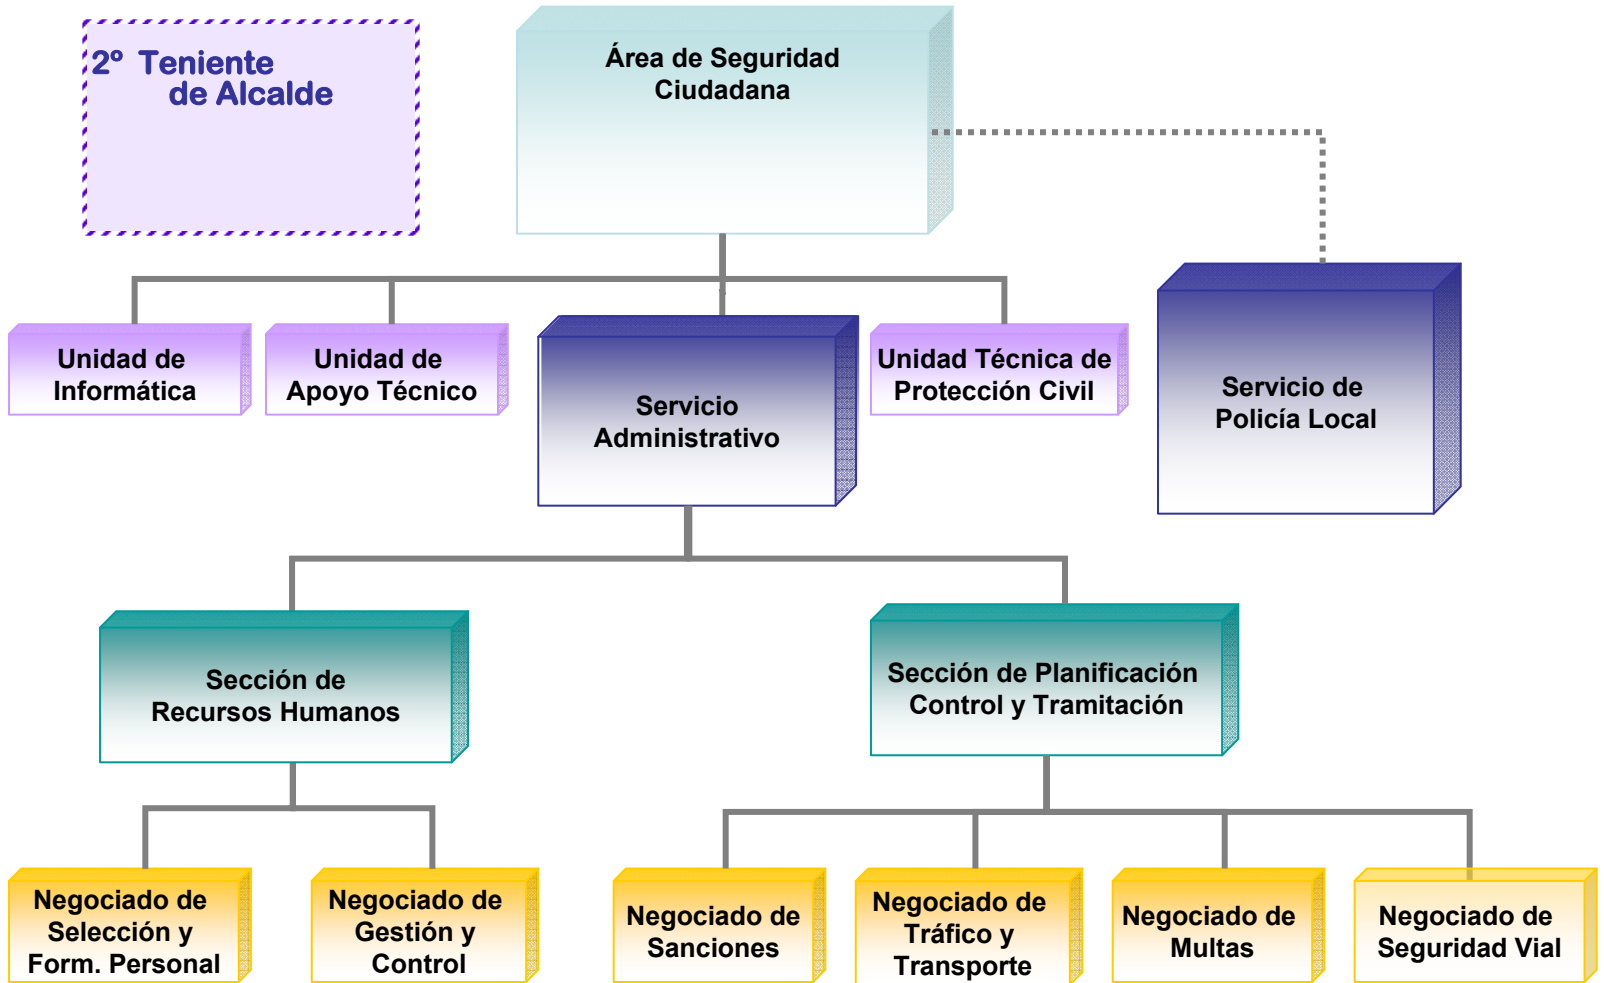 2º Teniente
de Alcalde
Área de Seguridad
Ciudadana
Unidad de
Informática
Unidad de
Apoyo Técnico
Servicio
Administrativo
Unidad Técnica de
Protección Civil
Servicio de
Policía Local
Sección de
Recursos Humanos
Sección de Planificación
Control y Tramitación
Negociado de
Selección y
Form. Personal
Negociado de
Gestión y
Control
Negociado de
Sanciones
Negociado de
Tráfico y
Transporte
Negociado de
Multas
Negociado de
Seguridad Vial